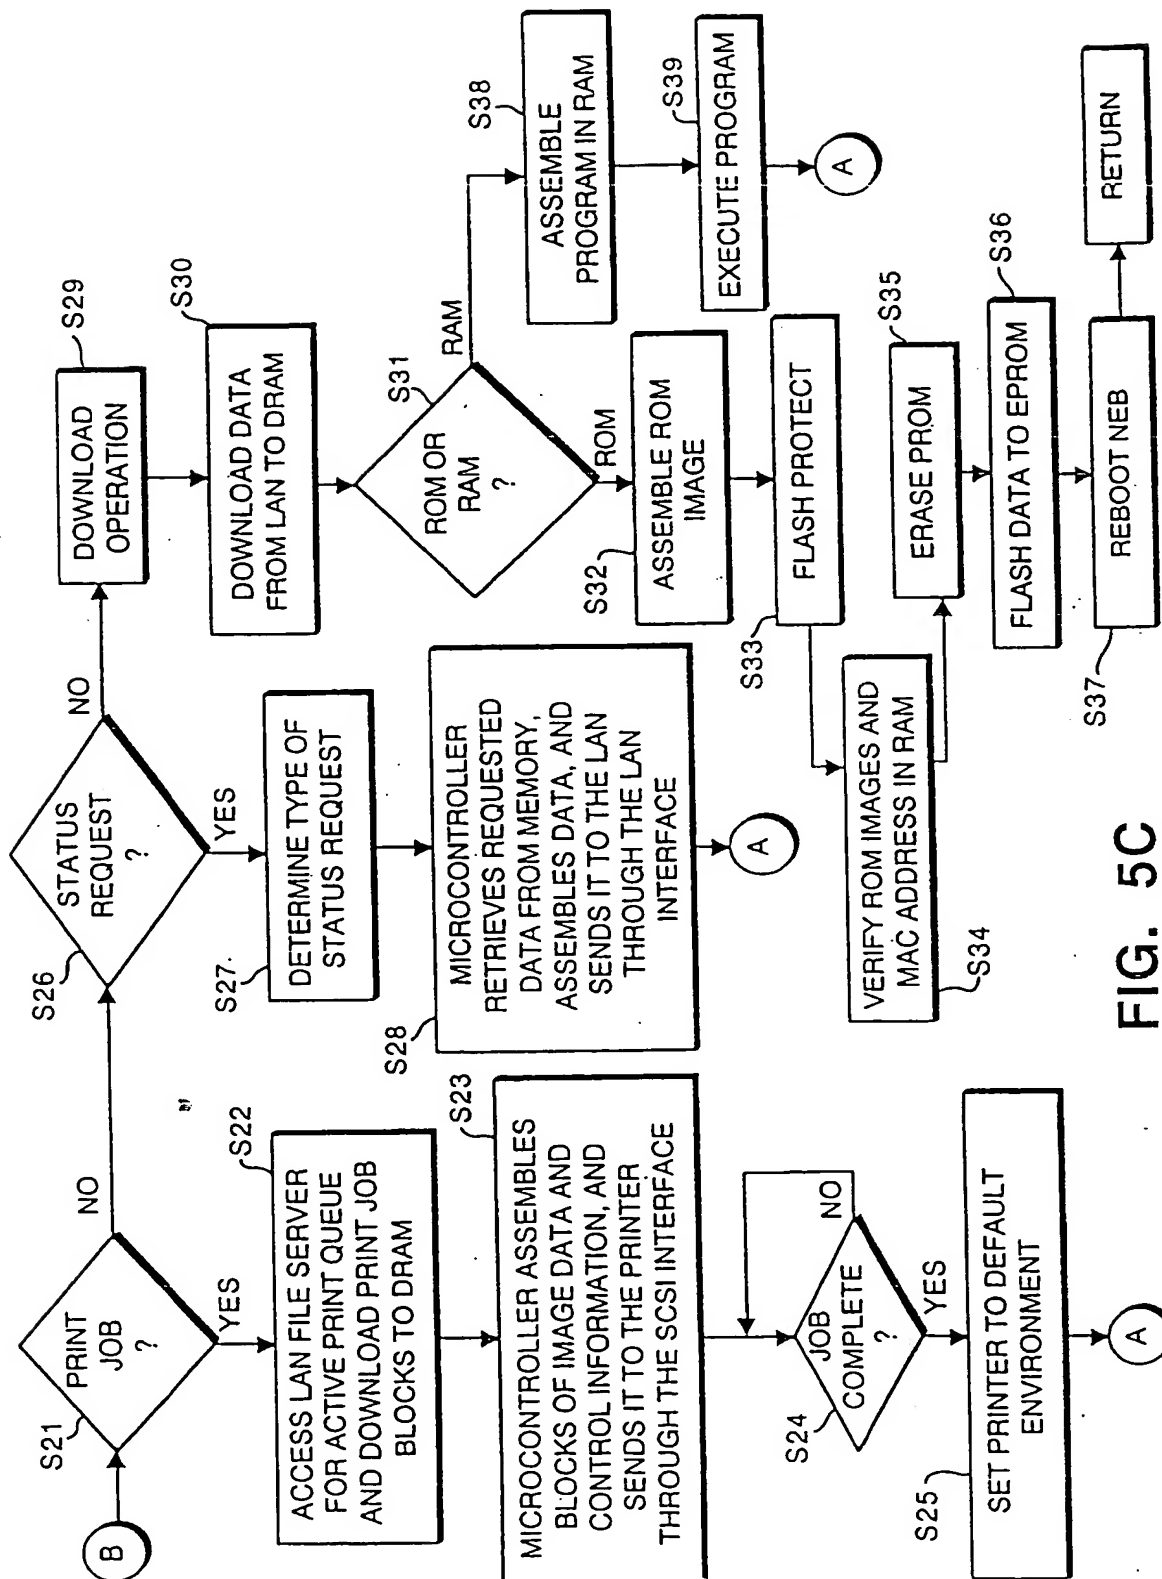 B
S21
PRINT
JOB
?
NO
YES
S22
ACCESS LAN FILE SERVER
FOR ACTIVE PRINT QUEUE
AND DOWNLOAD PRINT JOB
BLOCKS TO DRAM
S23
MICROCONTROLLER ASSEMBLES
BLOCKS OF IMAGE DATA AND
CONTROL INFORMATION, AND
SENDS IT TO THE PRINTER
THROUGH THE SCSI INTERFACE
S24
JOB
COMPLETE
?
NO
YES
S25
SET PRINTER TO DEFAULT
ENVIRONMENT
A
S26
STATUS
REQUEST
?
NO
YES
S27
DETERMINE TYPE OF
STATUS REQUEST
S28
MICROCONTROLLER
RETRIEVES REQUESTED
DATA FROM MEMORY,
ASSEMBLES DATA, AND
SENDS IT TO THE LAN
THROUGH THE LAN
INTERFACE
A
S29
DOWNLOAD
OPERATION
S30
DOWNLOAD DATA
FROM LAN TO DRAM
S31
ROM OR
RAM
?
RAM
ROM
S32
ASSEMBLE ROM
IMAGE
S33
FLASH PROTECT
S34
VERIFY ROM IMAGES AND
MAC ADDRESS IN RAM
S35
ERASE PROM
S36
FLASH DATA TO EPROM
S37
REBOOT NEB
RETURN
S38
ASSEMBLE
PROGRAM IN RAM
S39
EXECUTE PROGRAM
A
FIG. 5C